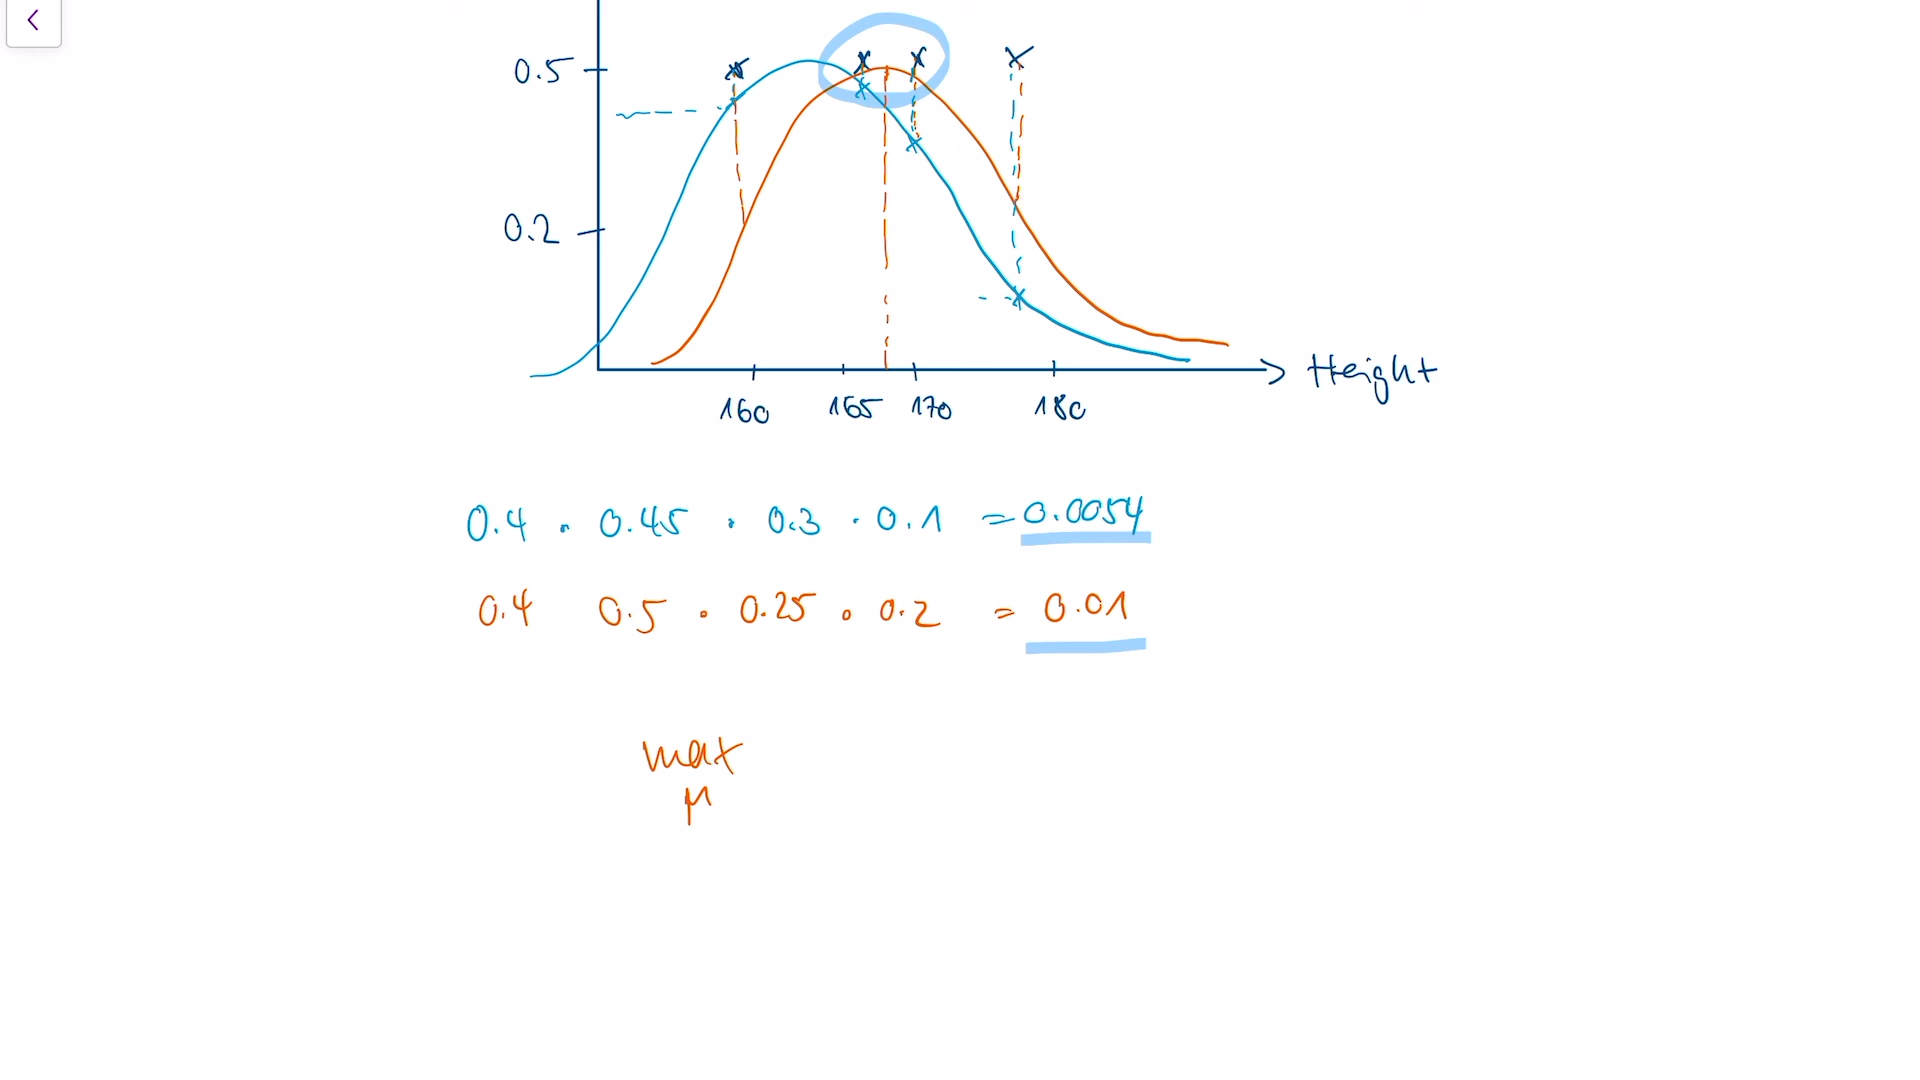 0.5
0.2
Height
160 165 170 180
0.4 · 0.45 · 0.3 · 0.1 = 0.0054
0.4 0.5 · 0.25 · 0.2 = 0.01
max
μ